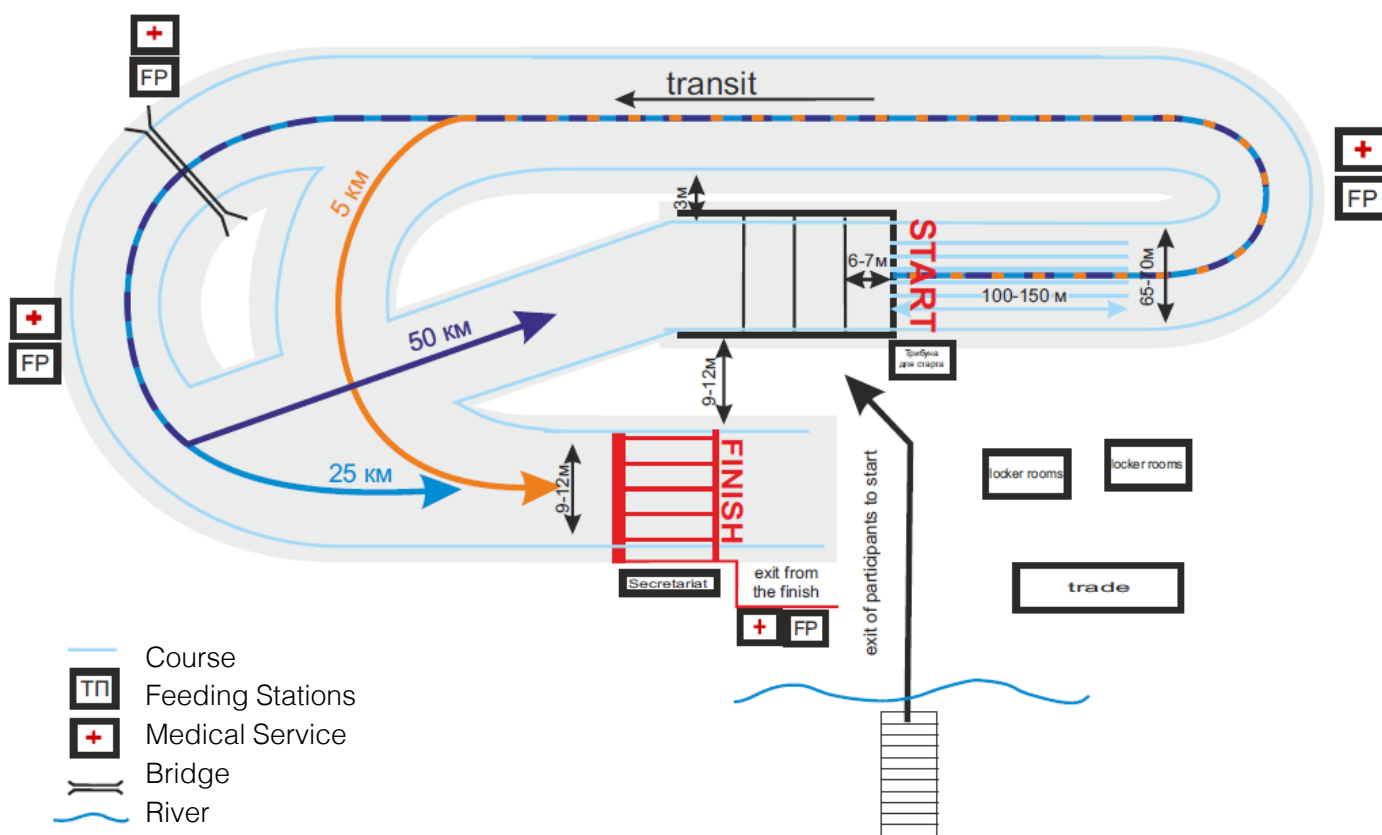 FP
transit
FP
5 км
3м
START
6-7м
65-70м
100-150 м
FP
50 км
Трибуна
для старта
9-12м
25 км
9-12м
FINISH
locker rooms
locker rooms
exit of participants to start
Secretariat
exit from
the finish
trade
FP
Course
ТП
Feeding Stations
Medical Service
Bridge
River